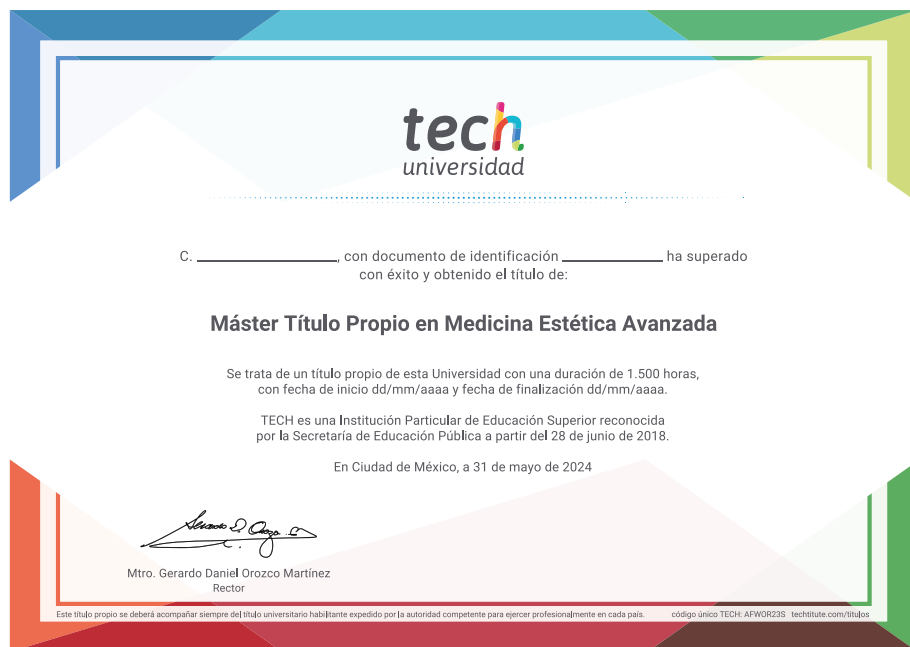 tech
universidad
C. __________________, con documento de identificación _____________ ha superado
con éxito y obtenido el título de:
Máster Título Propio en Medicina Estética Avanzada
Se trata de un título propio de esta Universidad con una duración de 1.500 horas,
con fecha de inicio dd/mm/aaaa y fecha de finalización dd/mm/aaaa.
TECH es una Institución Particular de Educación Superior reconocida
por la Secretaría de Educación Pública a partir del 28 de junio de 2018.
En Ciudad de México, a 31 de mayo de 2024
Mtro. Gerardo Daniel Orozco Martínez
Rector
Este título propio se deberá acompañar siempre del título universitario habilitante expedido por la autoridad competente para ejercer profesionalmente en cada país. código único TECH: AFWOR23S techtitute.com/titulos